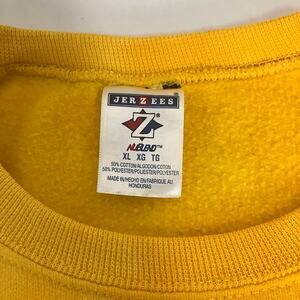 JERZEES
Z
NUBLEND™
XL XG TG
50% COTTON/ALGODON/COTON
50% POLYESTER/POLIESTER/POLYESTER
MADE IN/HECHO EN/FABRIQUE AU
HONDURAS